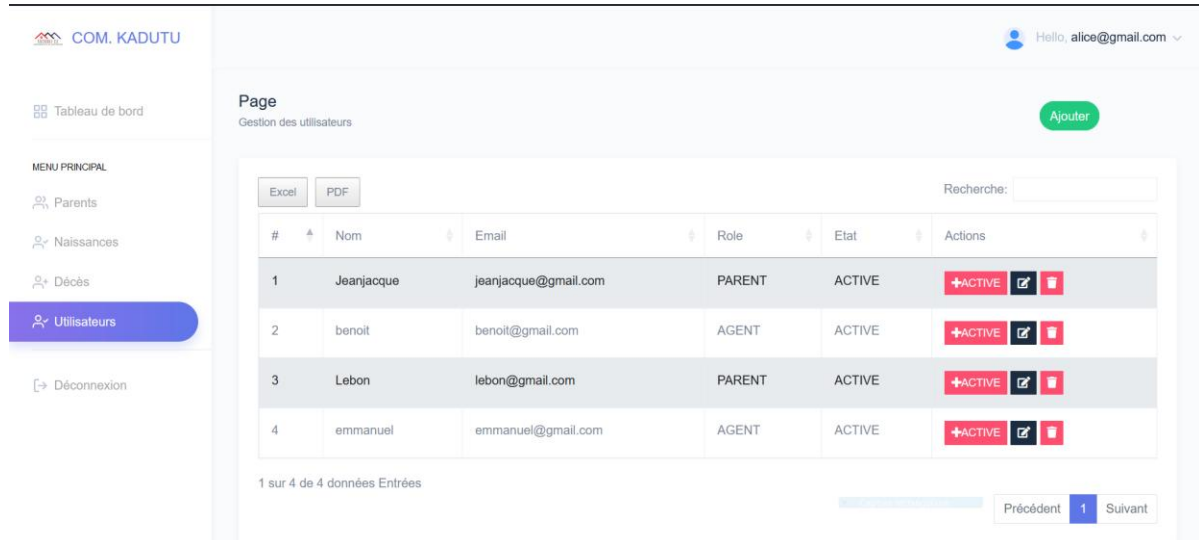 COM. KADUTU
Hello, alice@gmail.com
Tableau de bord
MENU PRINCIPAL
Parents
Naissances
Décès
Utilisateurs
Déconnexion
Page
Gestion des utilisateurs
Ajouter
Excel PDF
Recherche:
# Nom Email Role Etat Actions
1 Jeanjacque jeanjacque@gmail.com PARENT ACTIVE +ACTIVE
2 benoit benoit@gmail.com AGENT ACTIVE +ACTIVE
3 Lebon lebon@gmail.com PARENT ACTIVE +ACTIVE
4 emmanuel emmanuel@gmail.com AGENT ACTIVE +ACTIVE
1 sur 4 de 4 données Entrées
Précédent 1 Suivant